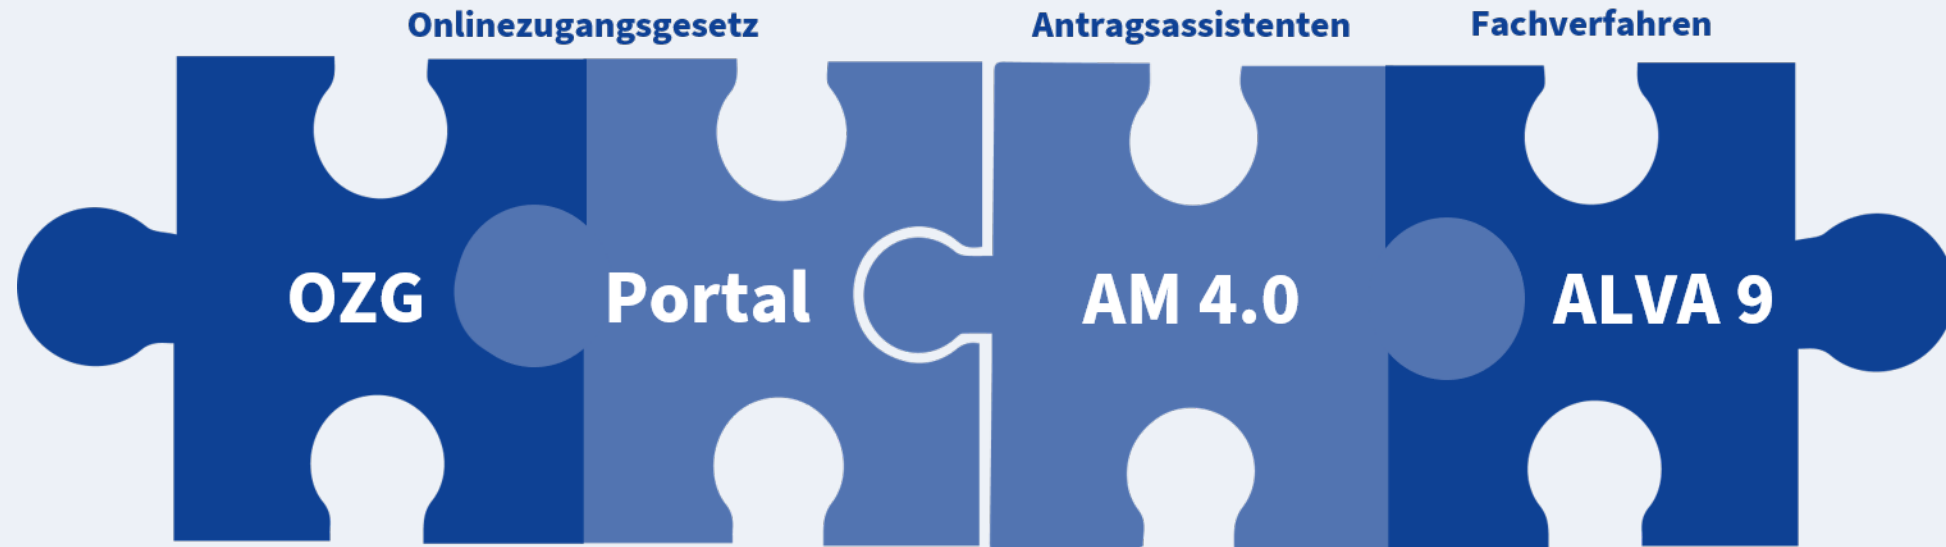 Onlinezugangsgesetz Antragsassistenten Fachverfahren
OZG Portal AM 4.0 ALVA 9